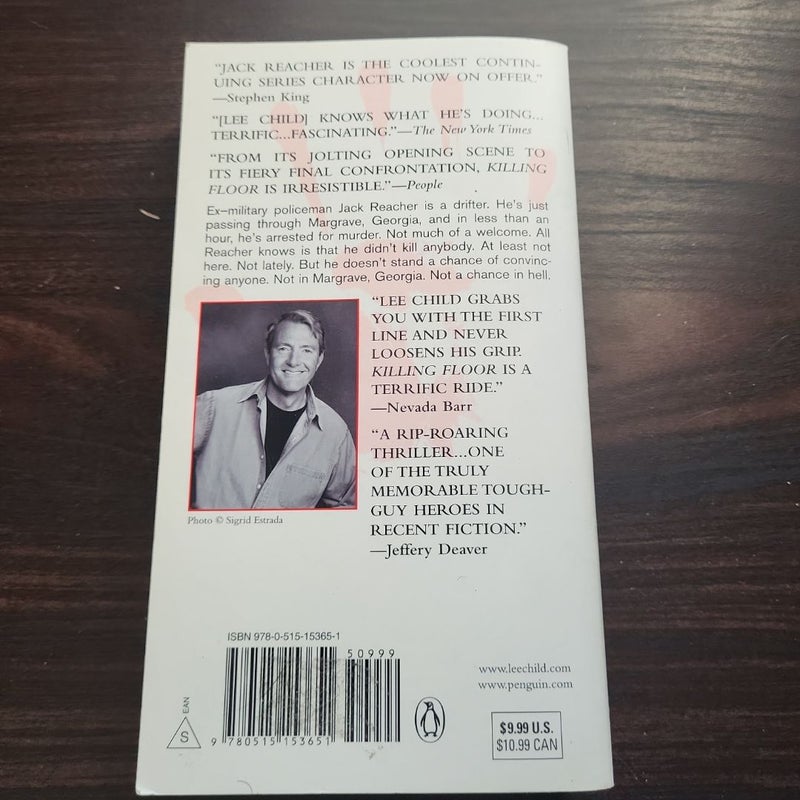 “JACK REACHER IS THE COOLEST CONTIN-
UING SERIES CHARACTER NOW ON OFFER.”
—Stephen King
“[LEE CHILD] KNOWS WHAT HE’S DOING...
TERRIFIC...FASCINATING.”—The New York Times
“FROM ITS JOLTING OPENING SCENE TO
ITS FIERY FINAL CONFRONTATION, KILLING
FLOOR IS IRRESISTIBLE.”—People
Ex–military policeman Jack Reacher is a drifter. He’s just
passing through Margrave, Georgia, and in less than an
hour, he’s arrested for murder. Not much of a welcome. All
Reacher knows is that he didn’t kill anybody. At least not
here. Not lately. But he doesn’t stand a chance of convinc-
ing anyone. Not in Margrave, Georgia. Not a chance in hell.
“LEE CHILD GRABS
YOU WITH THE FIRST
LINE AND NEVER
LOOSENS HIS GRIP.
KILLING FLOOR IS A
TERRIFIC RIDE.”
—Nevada Barr
“A RIP-ROARING
THRILLER...ONE
OF THE TRULY
MEMORABLE TOUGH-
GUY HEROES IN
RECENT FICTION.”
—Jeffery Deaver
Photo © Sigrid Estrada
ISBN 978-0-515-15365-1
50999
9 780515 153651
EAN
S
www.leechild.com
www.penguin.com
$9.99 U.S.
$10.99 CAN